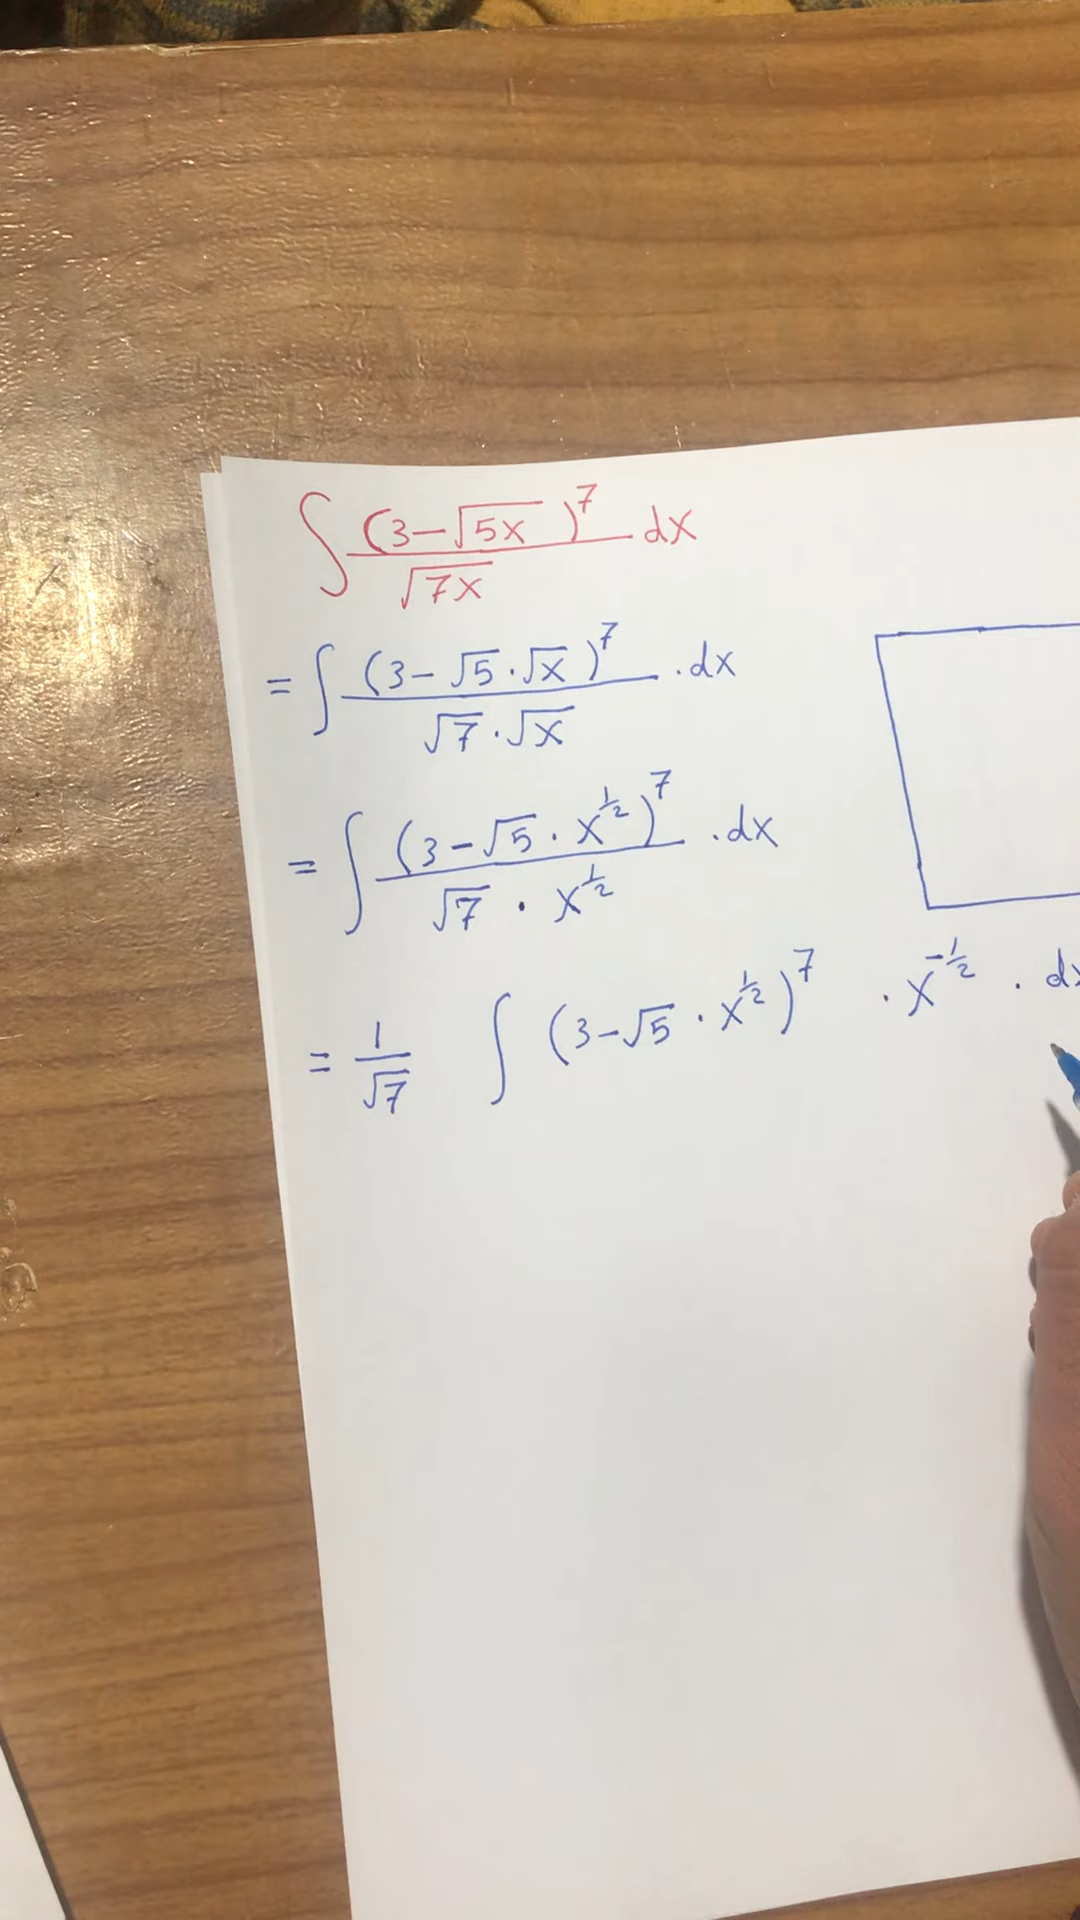 ∫ (3-√5x)^7 / √7x dx
= ∫ (3-√5·√x)^7 / √7·√x · dx
= ∫ (3-√5·x^1/2)^7 / √7·x^1/2 · dx
= 1/√7 ∫ (3-√5·x^1/2)^7 · x^-1/2 · dx